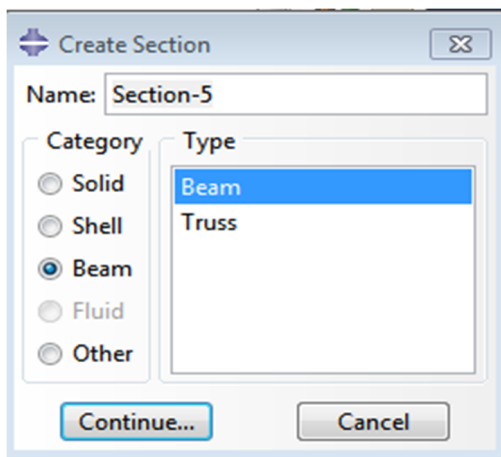 Create Section
Name: Section-5
Category
Type
Solid
Shell
Beam
Fluid
Other
Beam
Truss
Continue...
Cancel